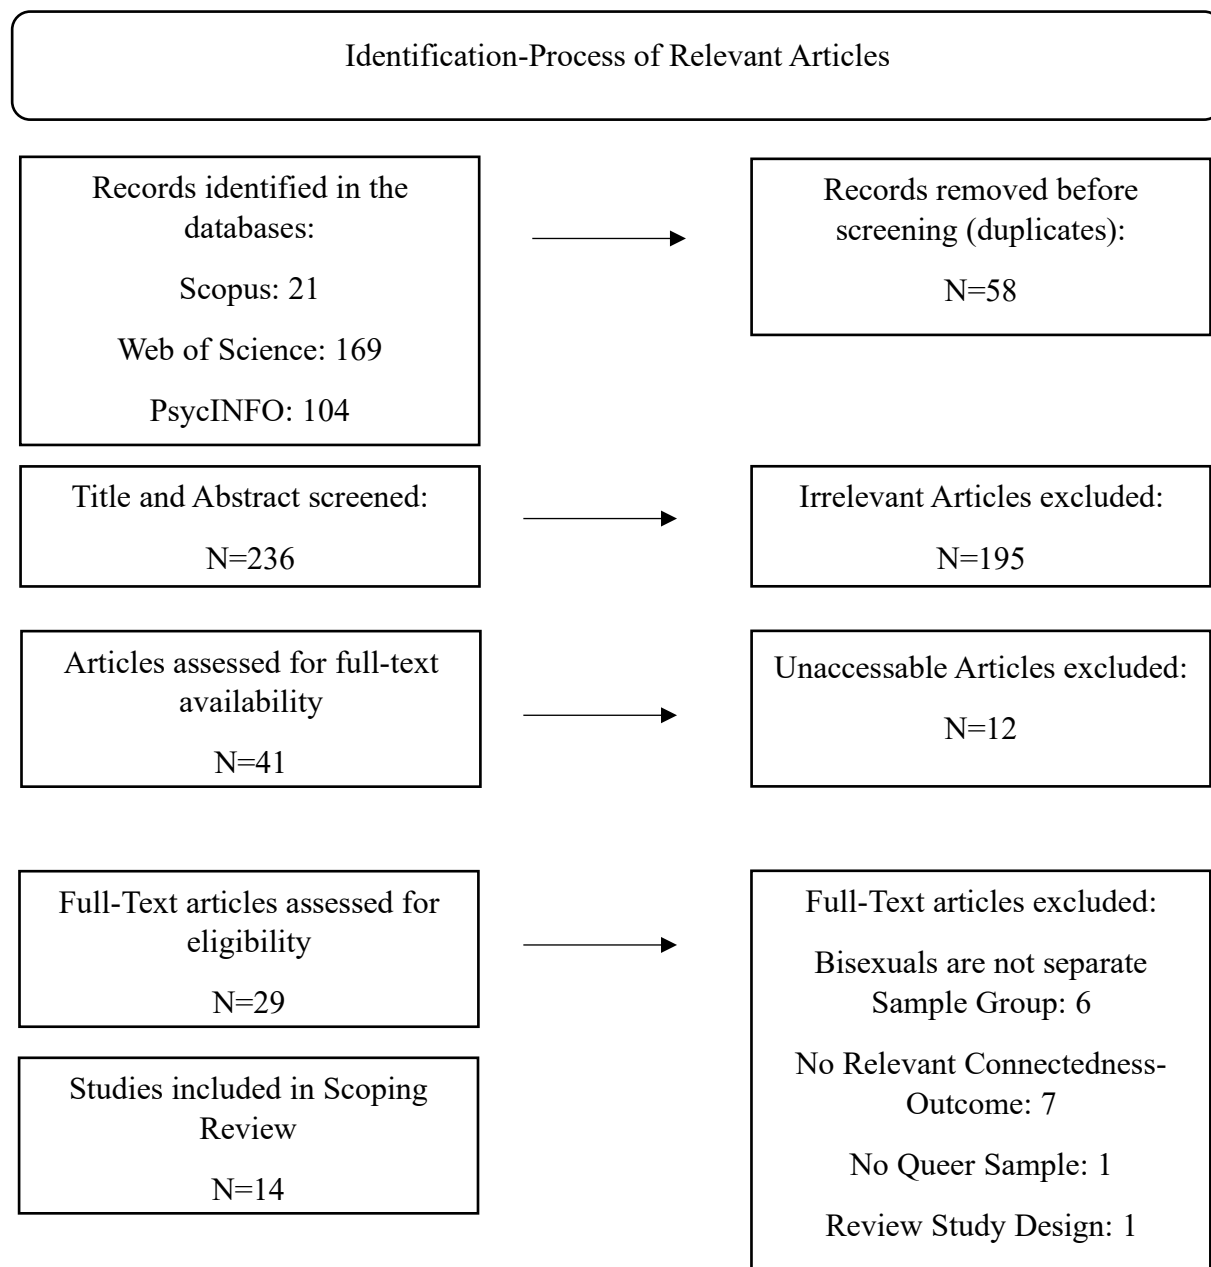 Identification-Process of Relevant Articles
Records identified in the
databases:
Scopus: 21
Web of Science: 169
PsycINFO: 104
Records removed before
screening (duplicates):
N=58
Title and Abstract screened:
N=236
Irrelevant Articles excluded:
N=195
Articles assessed for full-text
availability
N=41
Unaccessable Articles excluded:
N=12
Full-Text articles assessed for
eligibility
N=29
Full-Text articles excluded:
Bisexuals are not separate
Sample Group: 6
No Relevant Connectedness-
Outcome: 7
No Queer Sample: 1
Review Study Design: 1
Studies included in Scoping
Review
N=14